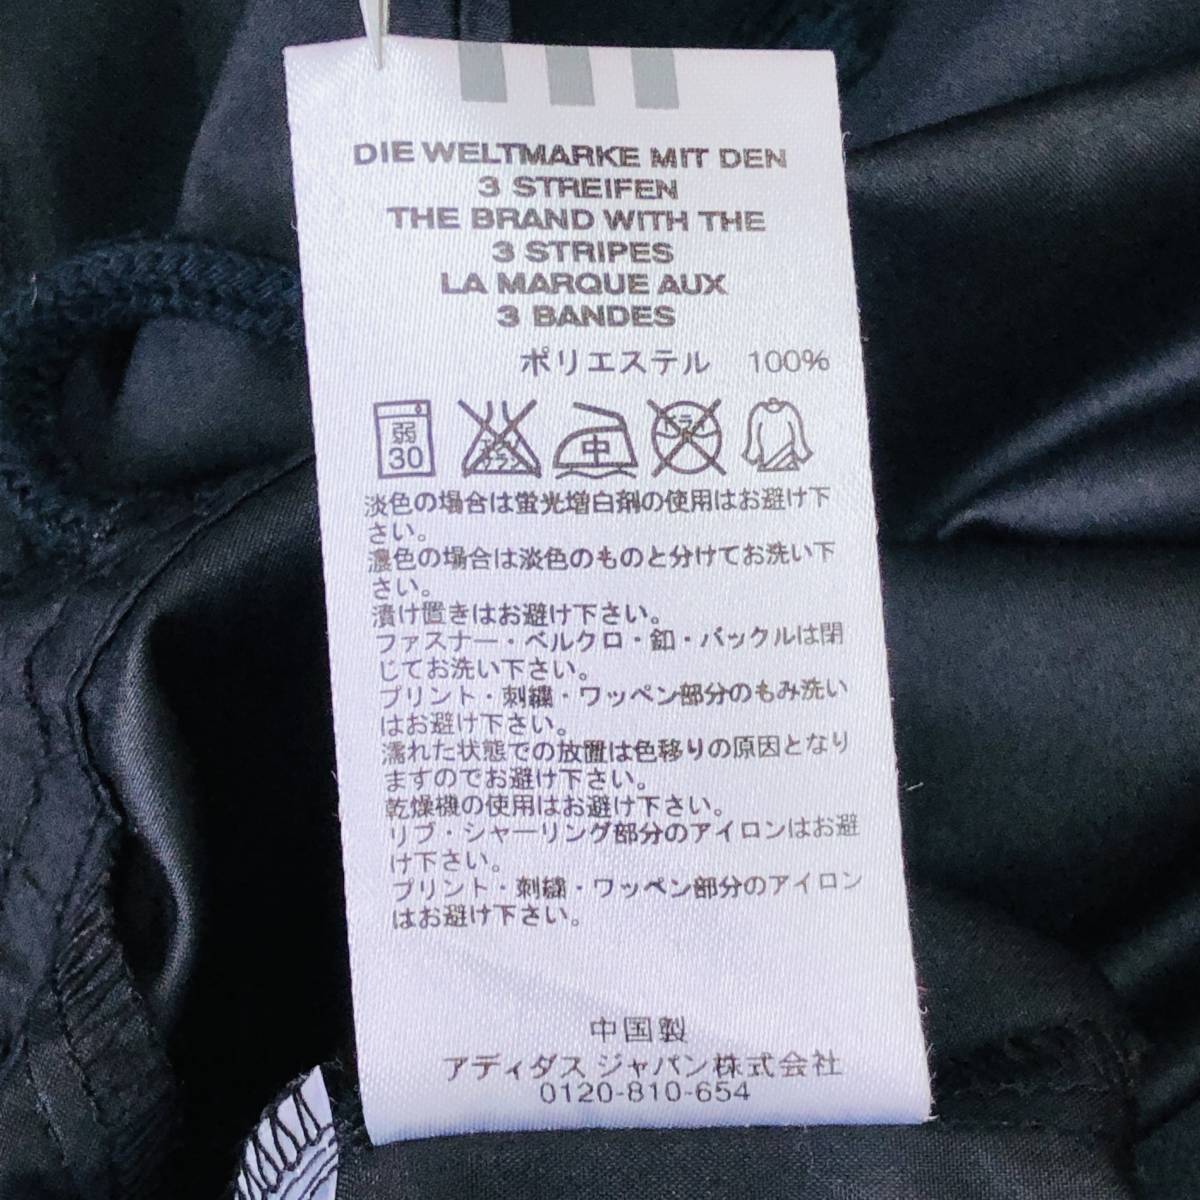 DIE WELTMARKE MIT DEN
3 STREIFEN
THE BRAND WITH THE
3 STRIPES
LA MARQUE AUX
3 BANDES
ポリエステル 100%
弱
30
エンソ
サラシ
中
ドライ
淡色の場合は蛍光増白剤の使用はお避け下
さい。
濃色の場合は淡色のものと分けてお洗い下
さい。
漬け置きはお避け下さい。
ファスナー・ベルクロ・釦・バックルは閉
じてお洗い下さい。
プリント・刺繍・ワッペン部分のもみ洗い
はお避け下さい。
濡れた状態での放置は色移りの原因となり
ますのでお避け下さい。
乾燥機の使用はお避け下さい。
リブ・シャーリング部分のアイロンはお避
け下さい。
プリント・刺繍・ワッペン部分のアイロン
はお避け下さい。
中国製
アディダス ジャパン株式会社
0120-810-654